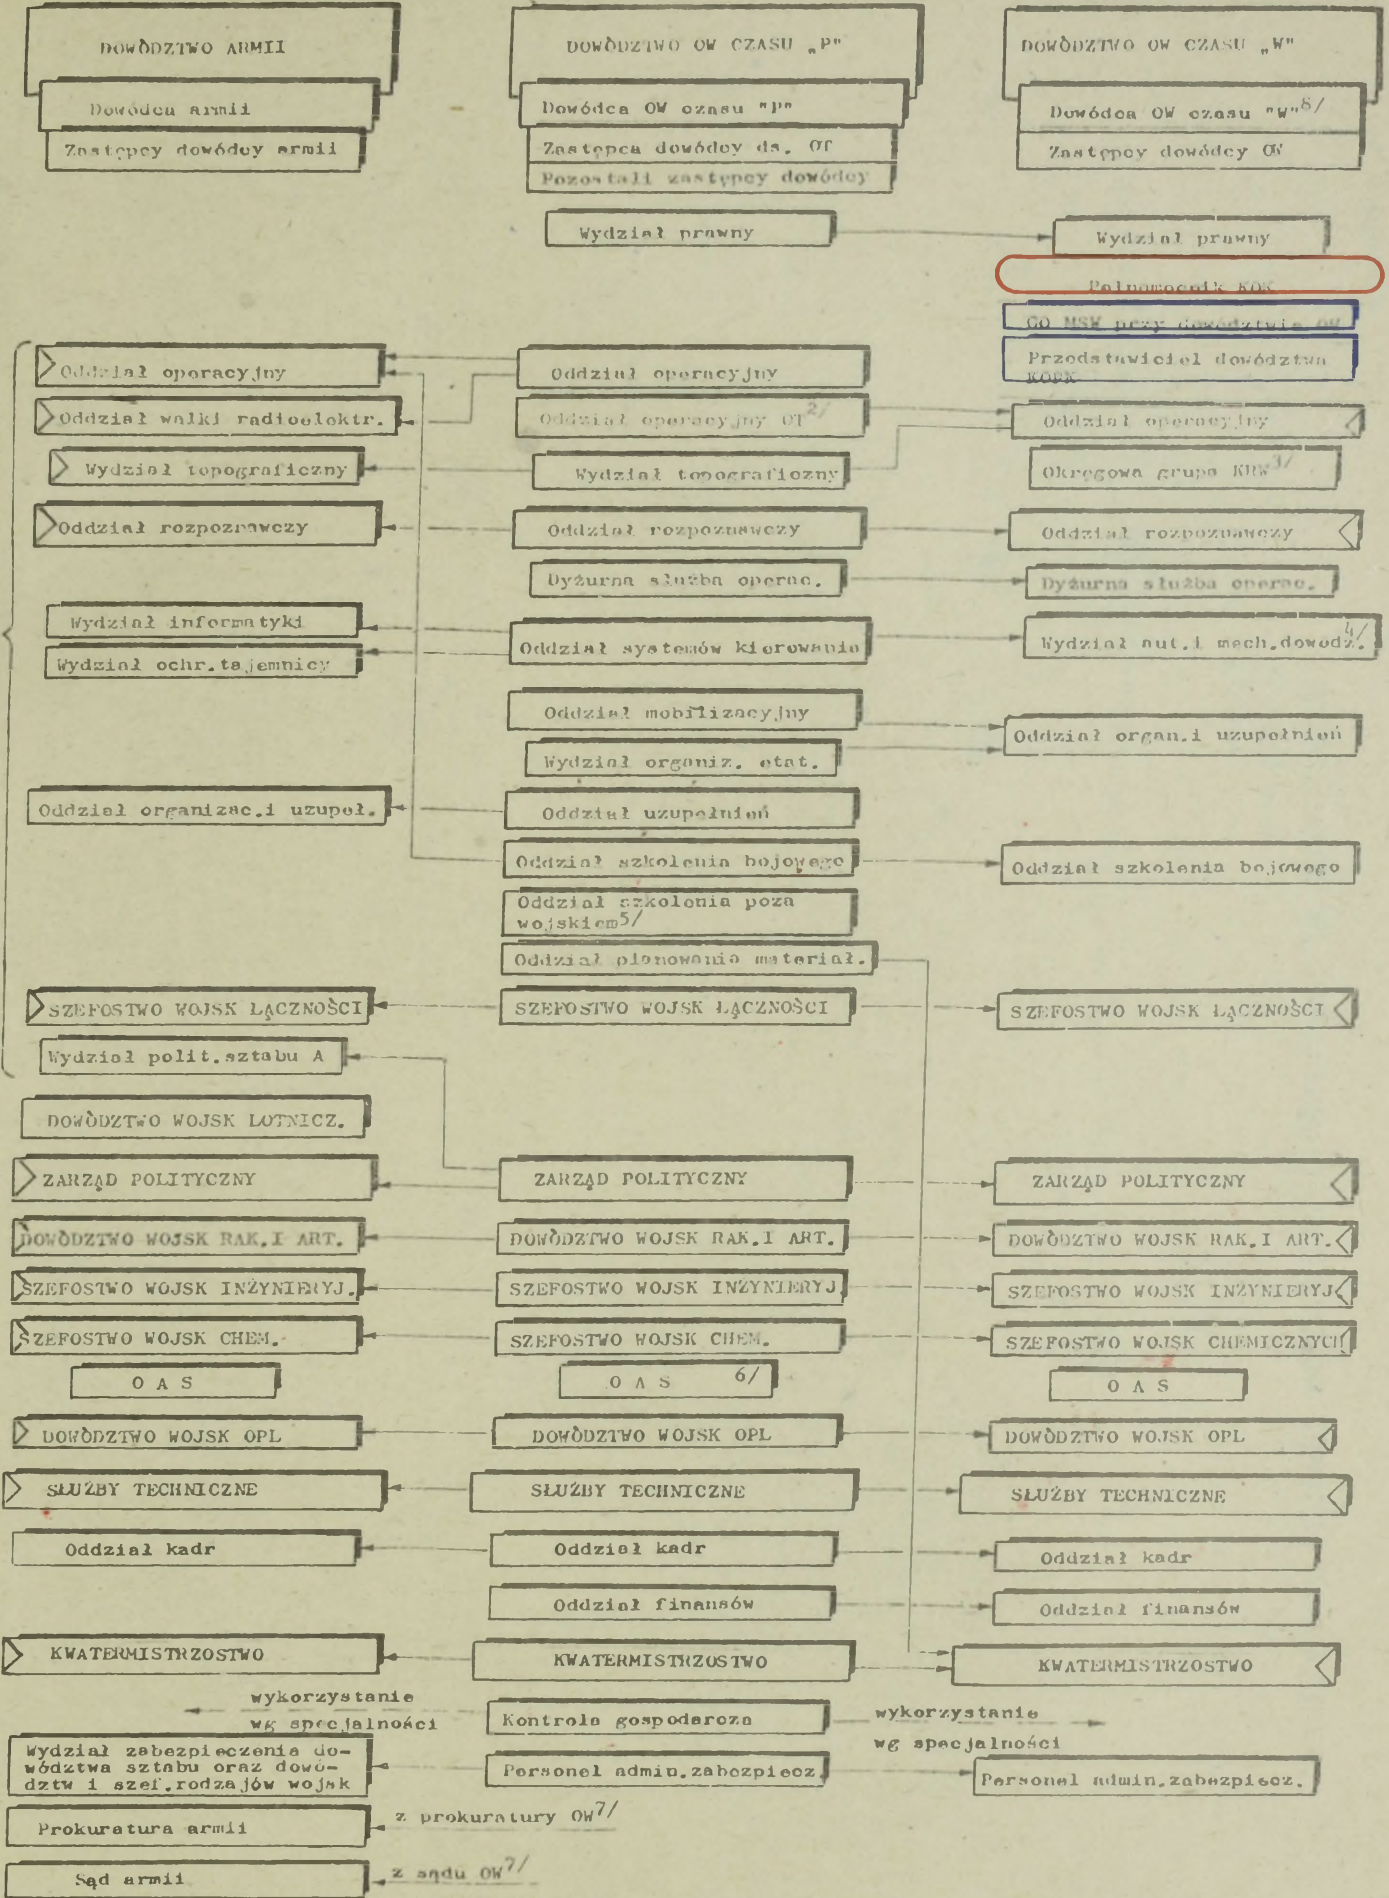 DOWÓDZTWO ARMII
Dowódca armii
Zastępcy dowódcy armii
DOWÓDZTWO OW CZASU „P"
Dowódca OW czasu "P"
Zastępca dowódcy ds. OT
Pozostali zastępcy dowódcy
DOWÓDZTWO OW CZASU „W"
Dowódca OW czasu "W"8/
Zastępcy dowódcy OW
Wydział prawny
Wydział prawny
Pełnomocnik KOK
GO MSW przy dowództwie OW
Przedstawiciel dowództwa
KOPK
Oddział operacyjny
Oddział operacyjny
Oddział walki radioelektr.
Oddział operacyjny OT2/
Oddział operacyjny
Wydział topograficzny
Wydział topograficzny
Okręgowa grupa KRW3/
Oddział rozpoznawczy
Oddział rozpoznawczy
Oddział rozpoznawczy
Dyżurna służba operac.
Dyżurna służba operac.
Wydział informatyki
Wydział ochr.tajemnicy
Oddział systemów kierowania
Wydział aut.i mech.dowodz.4/
Oddział mobilizacyjny
Wydział organiz. etat.
Oddział organ.i uzupełnień
Oddział organizac.i uzupeł.
Oddział uzupełnień
Oddział szkolenia bojowego
Oddział szkolenia bojowego
Oddział szkolenia poza
wojskiem5/
Oddział planowania materiał.
SZEFOSTWO WOJSK ŁĄCZNOŚCI
SZEFOSTWO WOJSK ŁĄCZNOŚCI
SZEFOSTWO WOJSK ŁĄCZNOŚCI
Wydział polit.sztabu A
DOWÓDZTWO WOJSK LOTNICZ.
ZARZĄD POLITYCZNY
ZARZĄD POLITYCZNY
ZARZĄD POLITYCZNY
DOWÓDZTWO WOJSK RAK.I ART.
DOWÓDZTWO WOJSK RAK.I ART.
DOWÓDZTWO WOJSK RAK.I ART.
SZEFOSTWO WOJSK INŻYNIERYJ.
SZEFOSTWO WOJSK INŻYNIERYJ
SZEFOSTWO WOJSK INŻYNIERYJ
SZEFOSTWO WOJSK CHEM.
SZEFOSTWO WOJSK CHEM.
SZEFOSTWO WOJSK CHEMICZNYCH
O A S
O A S 6/
O A S
DOWÓDZTWO WOJSK OPL
DOWÓDZTWO WOJSK OPL
DOWÓDZTWO WOJSK OPL
SŁUŻBY TECHNICZNE
SŁUŻBY TECHNICZNE
SŁUŻBY TECHNICZNE
Oddział kadr
Oddział kadr
Oddział kadr
Oddział finansów
Oddział finansów
KWATERMISTRZOSTWO
KWATERMISTRZOSTWO
KWATERMISTRZOSTWO
wykorzystanie
wg specjalności
Kontrola gospodarcza
wykorzystanie
wg specjalności
Wydział zabezpieczenia do-
wództwa sztabu oraz dowó-
dztw i szef.rodzajów wojsk
Personel admin.zabezpiecz.
Personel admin.zabezpiecz.
Prokuratura armii
z prokuratury OW7/
Sąd armii
z sądu OW7/